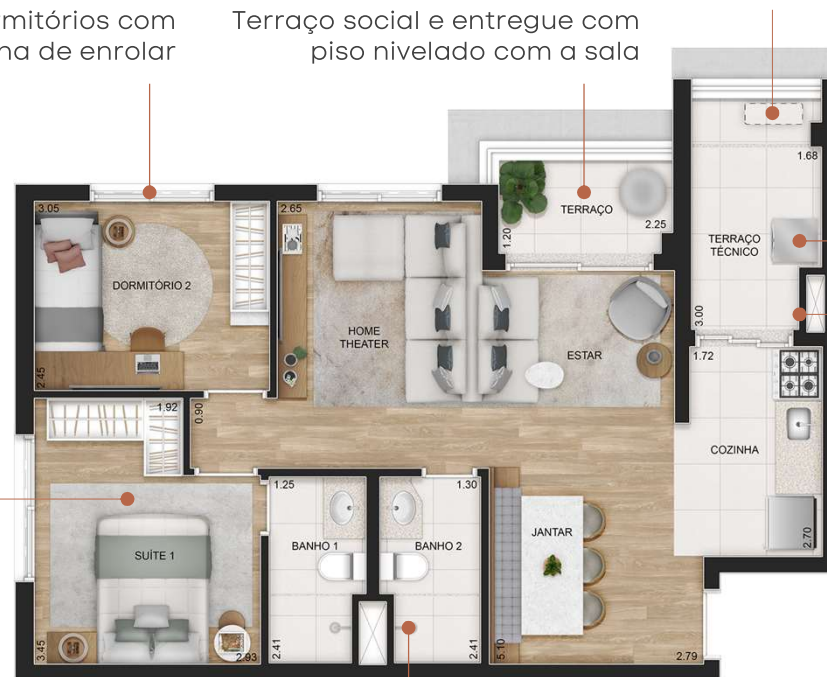 rmitórios com
na de enrolar
Terraço social e entregue com
piso nivelado com a sala
1.68
3.05
2.65
TERRAÇO
2.25
1.20
TERRAÇO
TÉCNICO
DORMITÓRIO 2
3.00
HOME
THEATER
ESTAR
1.72
2.45
1.92
0.90
COZINHA
1.25
1.30
2.70
JANTAR
BANHO 1
BANHO 2
SUÍTE 1
3.45
2.93
2.41
2.41
5.10
2.79